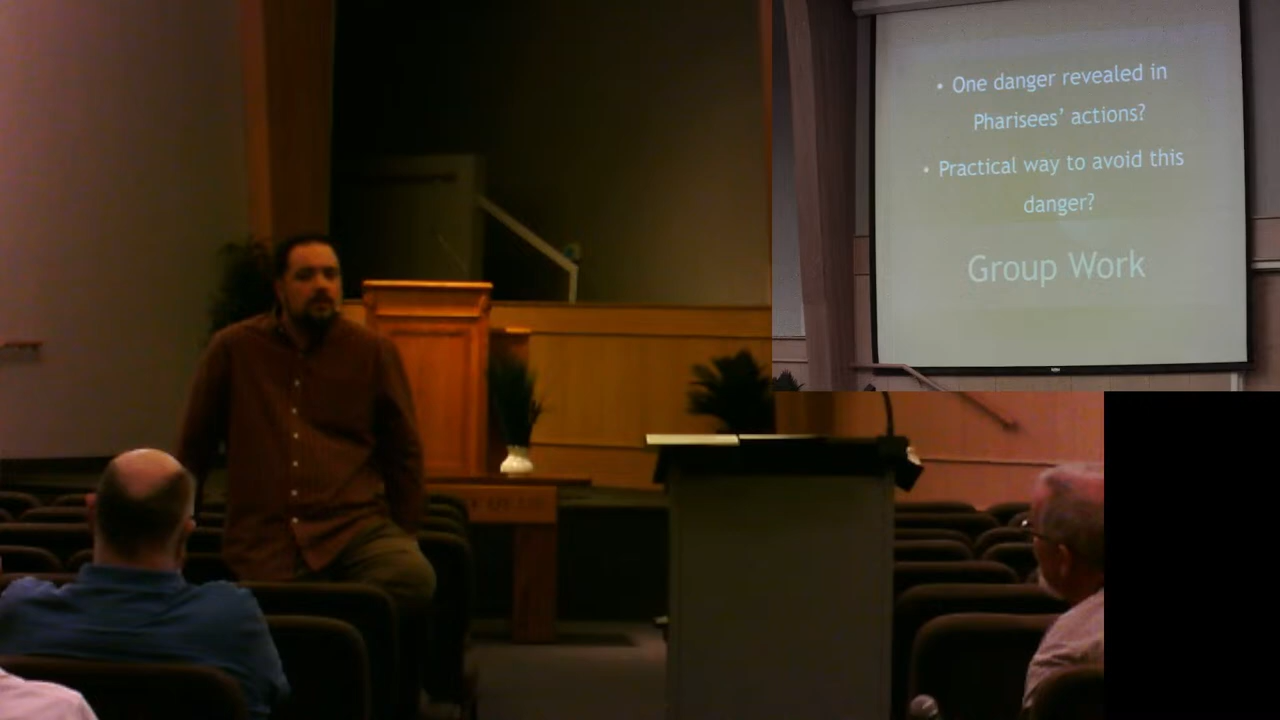 • One danger revealed in
Pharisees' actions?
• Practical way to avoid this
danger?
Group Work